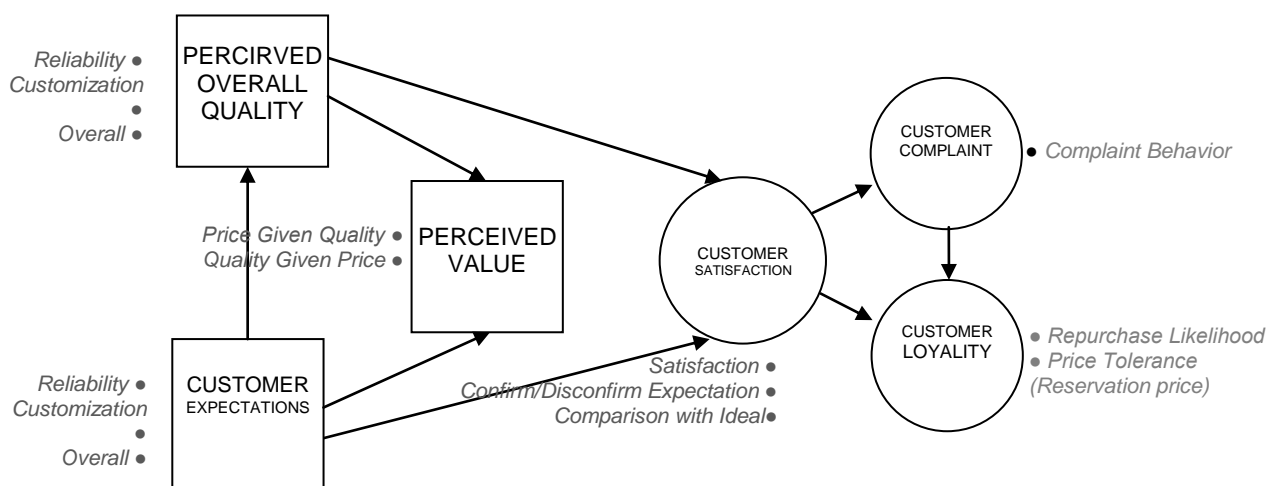 Reliability ●
Customization
●
Overall ●
PERCIRVED
OVERALL
QUALITY
CUSTOMER
COMPLAINT
● Complaint Behavior
Price Given Quality ●
Quality Given Price ●
PERCEIVED
VALUE
CUSTOMER
SATISFACTION
Satisfaction ●
Confirm/Disconfirm Expectation ●
Comparison with Ideal●
CUSTOMER
LOYALITY
● Repurchase Likelihood
● Price Tolerance
(Reservation price)
Reliability ●
Customization
●
Overall ●
CUSTOMER
EXPECTATIONS